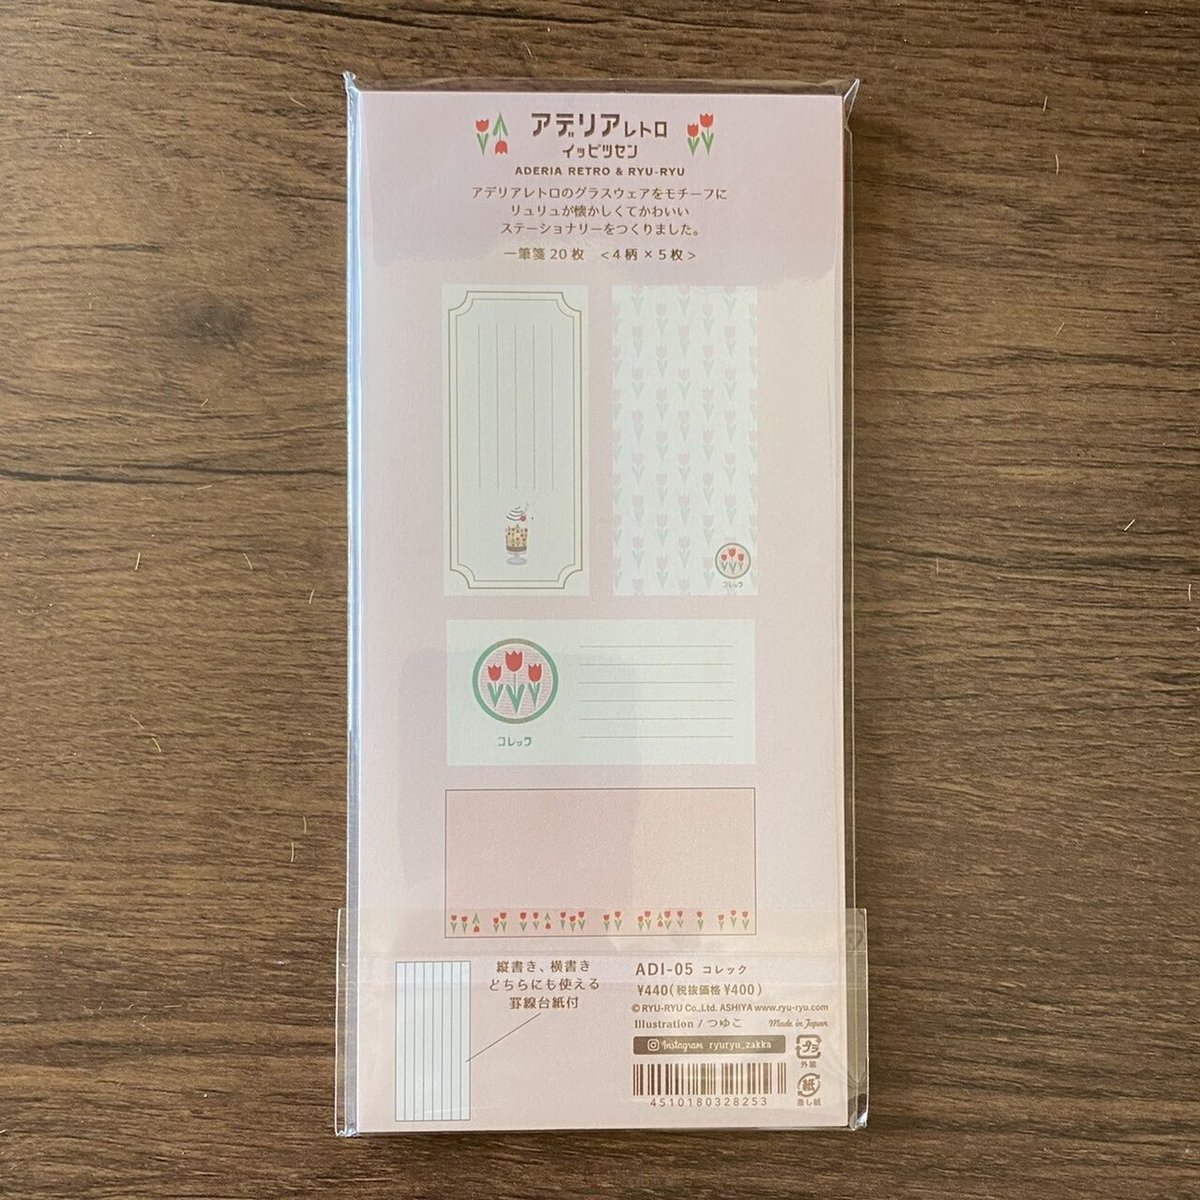 アデリアレトロ
イッピツセン
ADERIA RETRO & RYU-RYU
アデリアレトロのグラスウェアをモチーフに
リュリュが懐かしくてかわいい
ステーショナリーをつくりました。
一筆箋20枚 <4柄×5枚>
コレック
コレック
縦書き、横書き
どちらにも使える
罫線台紙付
ADI-05 コレック
¥440(税抜価格¥400)
© RYU-RYU Co.,Ltd. ASHIYA www.ryu-ryu.com
Illustration / つゆこ Made in Japan
Instagram ryuryu_zakka
プラ
外装
4510180328253
紙
差し紙